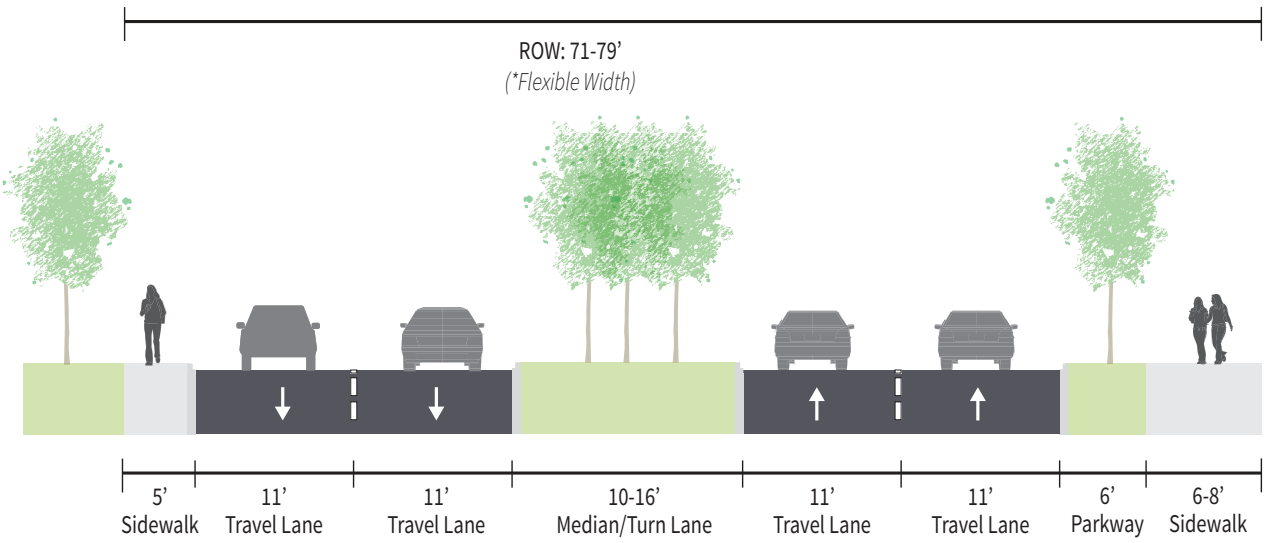 ROW: 71-79’
(*Flexible Width)
5’
Sidewalk
11’
Travel Lane
11’
Travel Lane
10-16’
Median/Turn Lane
11’
Travel Lane
11’
Travel Lane
6’
Parkway
6-8’
Sidewalk